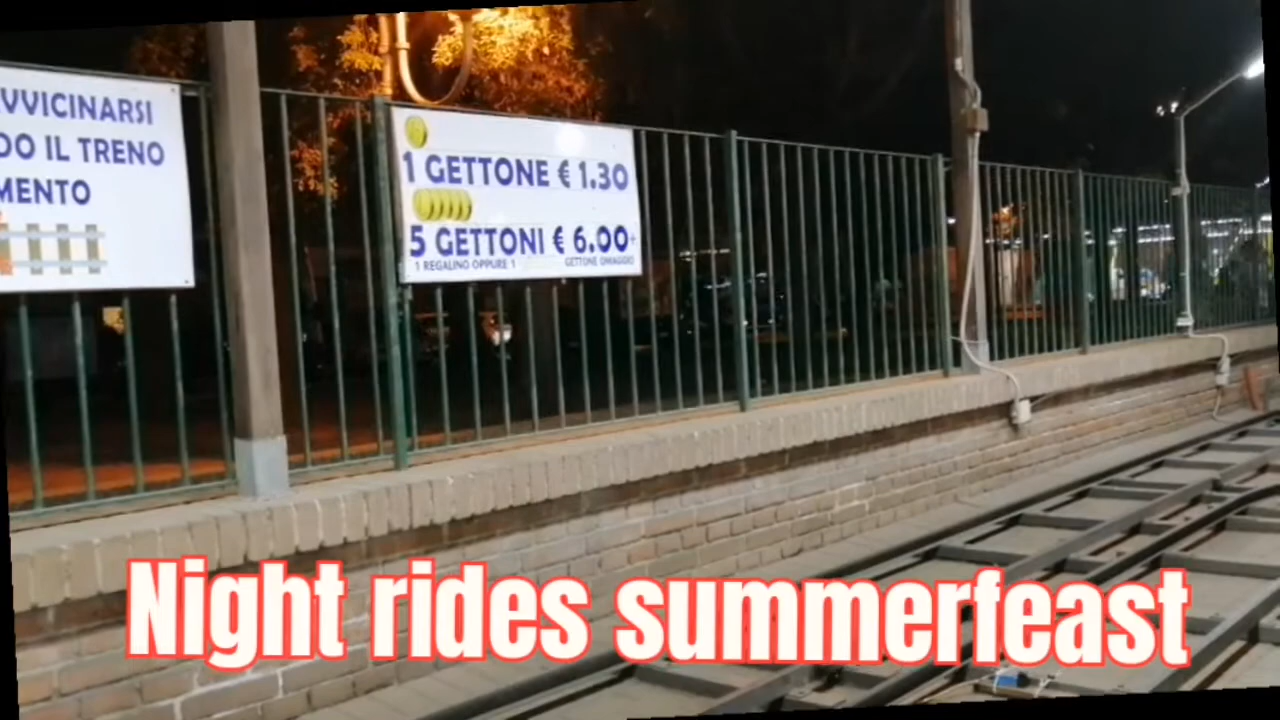 VVICINARSI
DO IL TRENO
MENTO
1 GETTONE € 1.30
5 GETTONI € 6.00
1 REGALINO OPPURE 1 GETTONE OMAGGIO
Night rides summerfeast